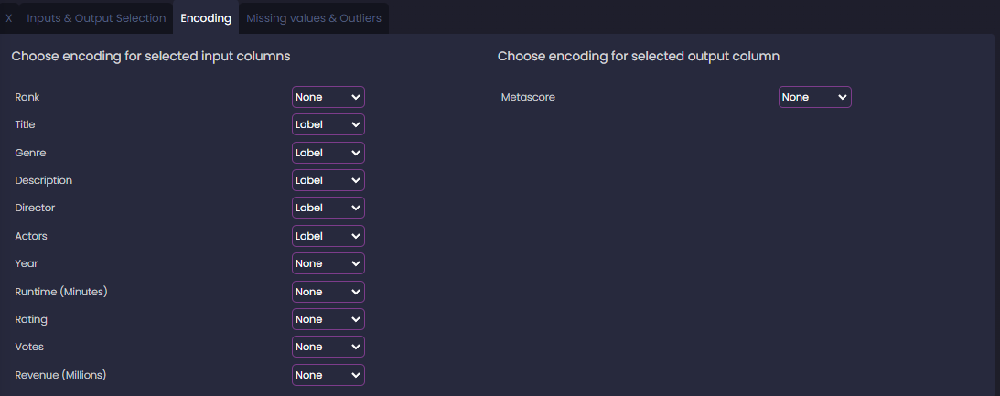 X Inputs & Output Selection Encoding Missing values & Outliers
Choose encoding for selected input columns
Rank None
Title Label
Genre Label
Description Label
Director Label
Actors Label
Year None
Runtime (Minutes) None
Rating None
Votes None
Revenue (Millions) None
Choose encoding for selected output column
Metascore None